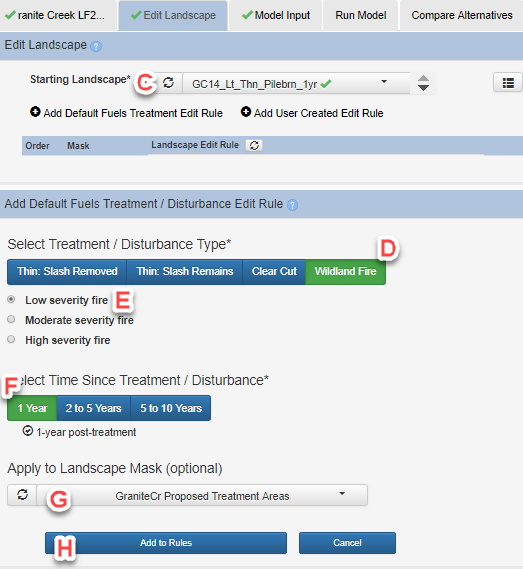 ranite Creek LF2... Edit Landscape Model Input Run Model Compare Alternatives
Edit Landscape ?
Starting Landscape* C GC14_Lt_Thn_Pilebrn_1yr
Add Default Fuels Treatment Edit Rule Add User Created Edit Rule
Order Mask Landscape Edit Rule
Add Default Fuels Treatment / Disturbance Edit Rule ?
Select Treatment / Disturbance Type* D
Thin: Slash Removed Thin: Slash Remains Clear Cut Wildland Fire
Low severity fire E
Moderate severity fire
High severity fire
F elect Time Since Treatment / Disturbance*
1 Year 2 to 5 Years 5 to 10 Years
1-year post-treatment
Apply to Landscape Mask (optional)
G GraniteCr Proposed Treatment Areas
H Add to Rules Cancel